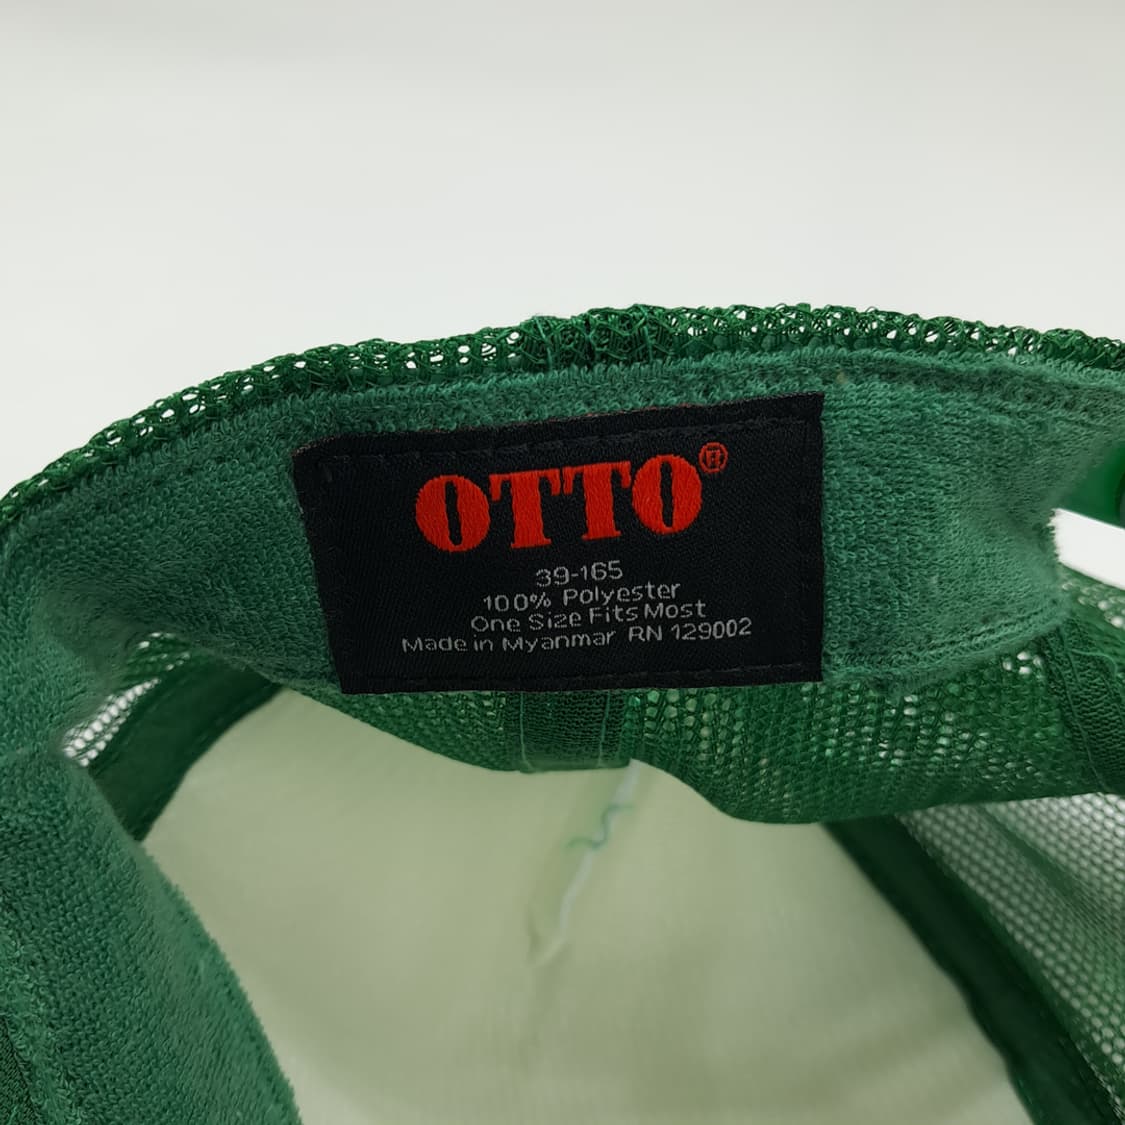 OTTO®
39-165
100% Polyester
One Size Fits Most
Made in Myanmar RN 129002